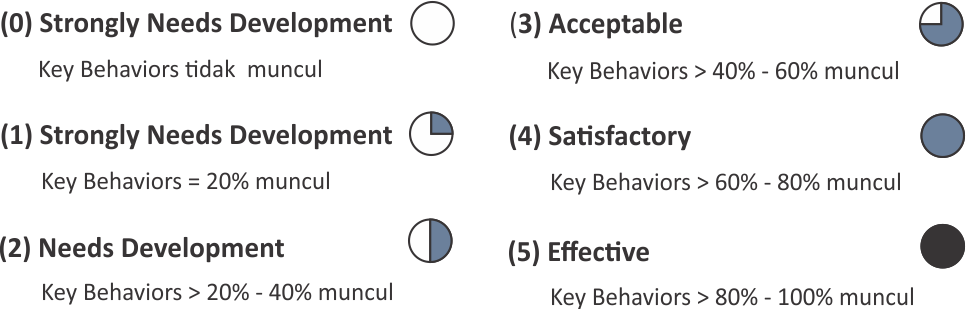 (0) Strongly Needs Development
Key Behaviors tidak muncul
(1) Strongly Needs Development
Key Behaviors = 20% muncul
(2) Needs Development
Key Behaviors > 20% - 40% muncul
(3) Acceptable
Key Behaviors > 40% - 60% muncul
(4) Satisfactory
Key Behaviors > 60% - 80% muncul
(5) Effective
Key Behaviors > 80% - 100% muncul